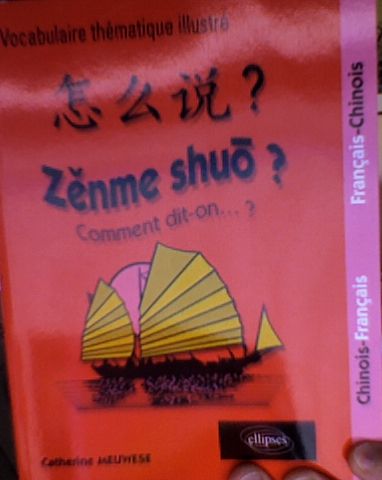 Vocabulaire thématique illustré
怎么说?
Zěnme shuō ?
Comment dit-on... ?
Français-Chinois
Chinois-Français
ellipses
Catherine MEUWESE